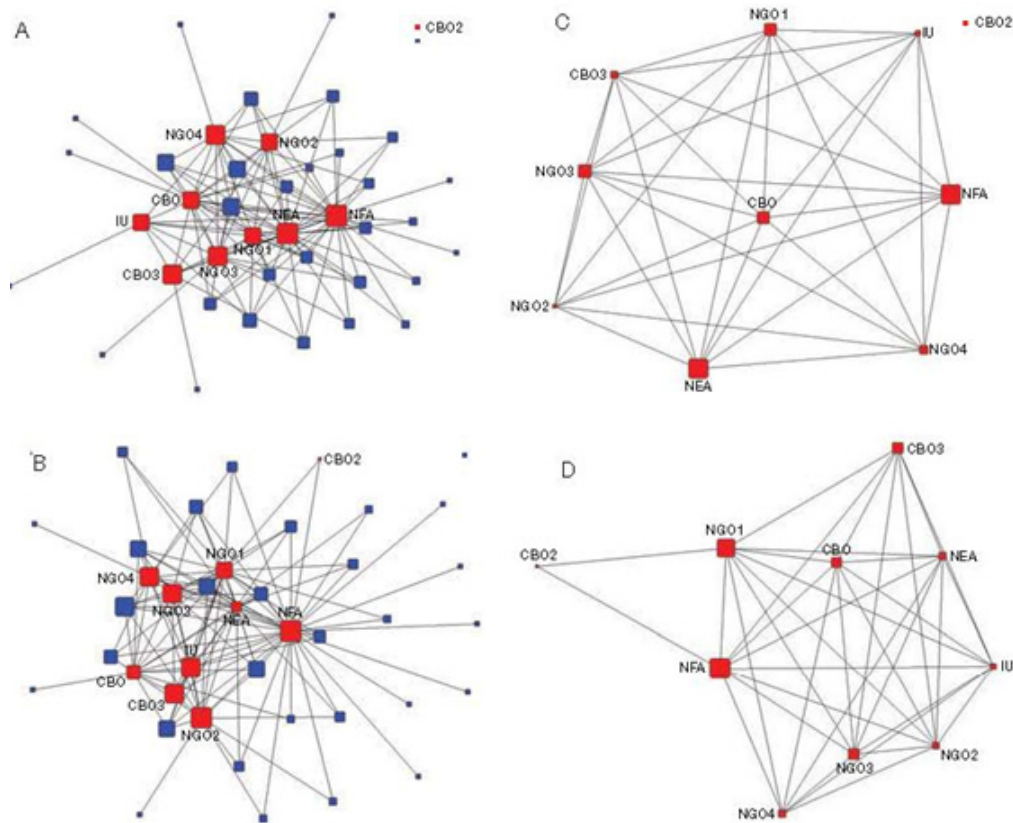 A
CBO2
NGO4
NGO2
CBO
IU
NEA
NFA
NGO1
NGO3
CBO3
C
NGO1
IU
CBO2
CBO3
NGO3
NFA
CBO
NGO2
NGO4
NEA
B
CBO2
NGO1
NGO4
NGO3
NEA
NFA
IU
CBO
CBO3
NGO2
D
CBO3
NGO1
CBO2
CBO
NEA
NFA
IU
NGO2
NGO3
NGO4